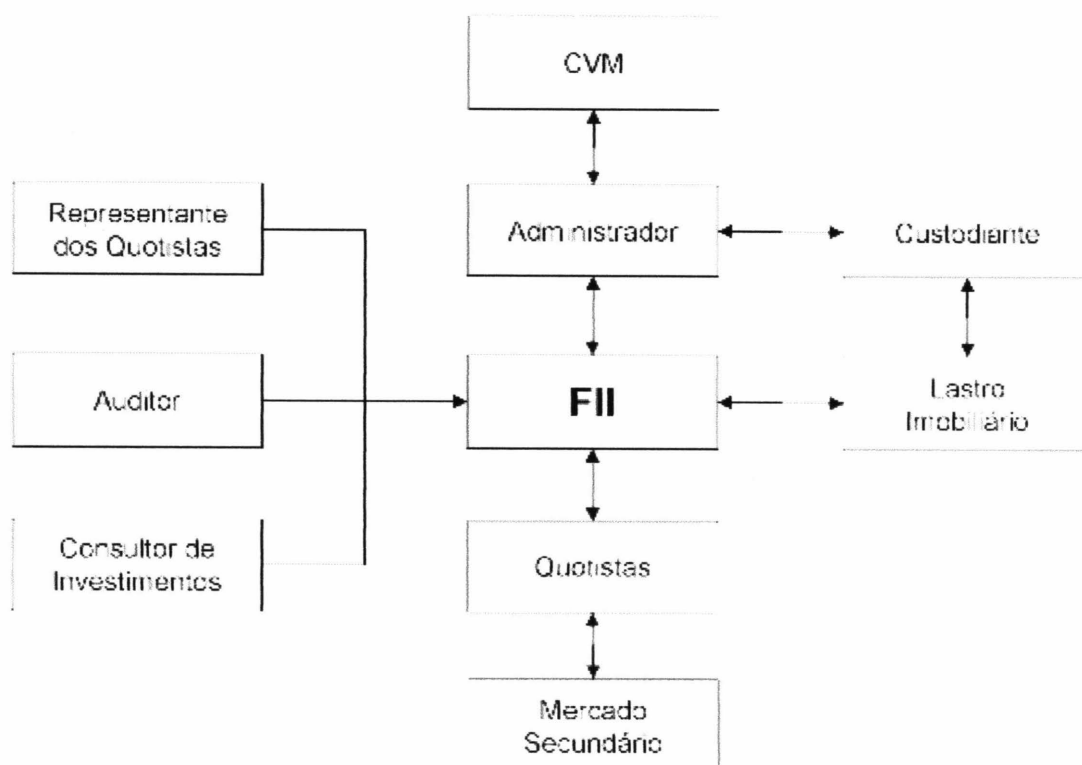 CVM
Representante
dos Quotistas
Administrador
Custodiante
Auditor
FII
Lastro
Imobiliário
Consultor de
Investimentos
Quotistas
Mercado
Secundário